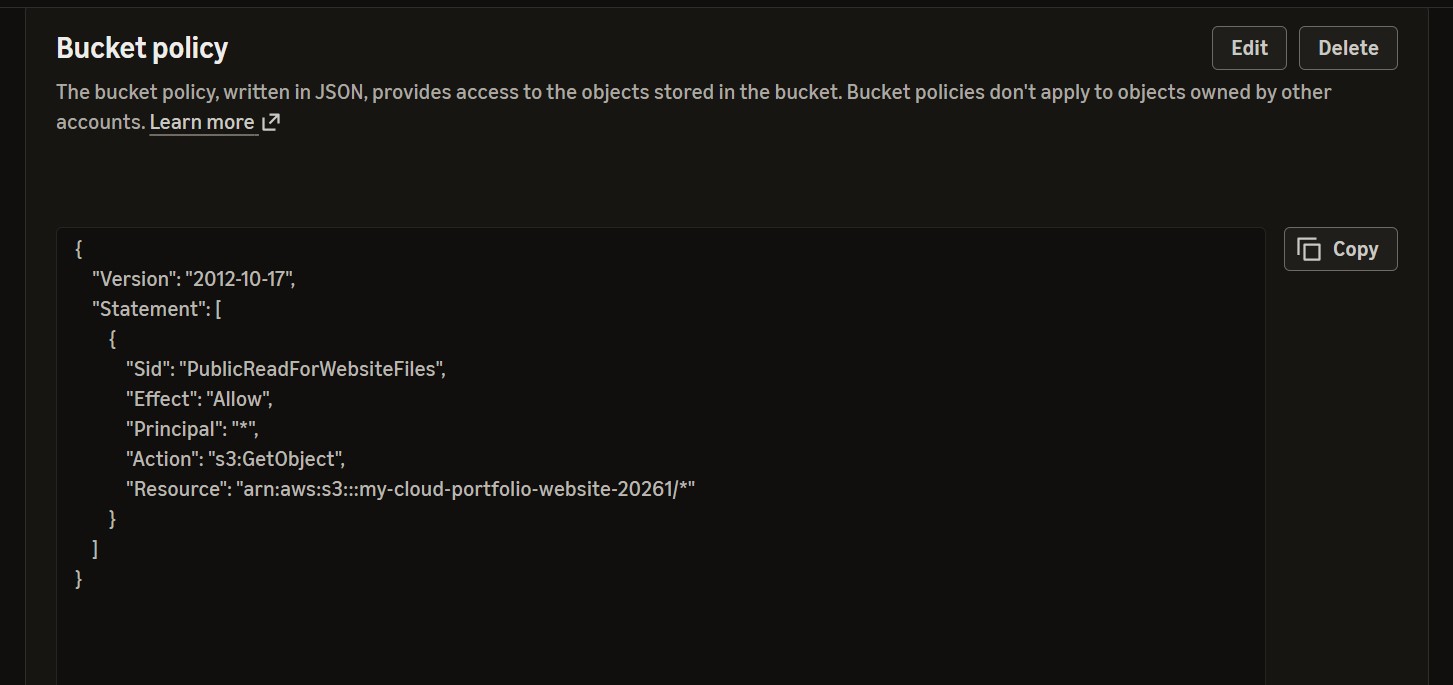 Bucket policy
Edit
Delete
The bucket policy, written in JSON, provides access to the objects stored in the bucket. Bucket policies don't apply to objects owned by other
accounts. Learn more
{
"Version": "2012-10-17",
"Statement": [
{
"Sid": "PublicReadForWebsiteFiles",
"Effect": "Allow",
"Principal": "*",
"Action": "s3:GetObject",
"Resource": "arn:aws:s3:::my-cloud-portfolio-website-20261/*"
}
]
}
Copy